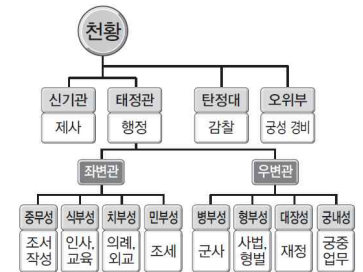 천황
신기관 태정관 탄정대 오위부
제사 행정 감찰 궁성 경비
좌변관 우변관
중무성 식부성 치부성 민부성 병부성 형부성 대장성 궁내성
조서 작성 인사, 교육 의례, 외교 조세 군사 사법, 형벌 재정 궁중 업무